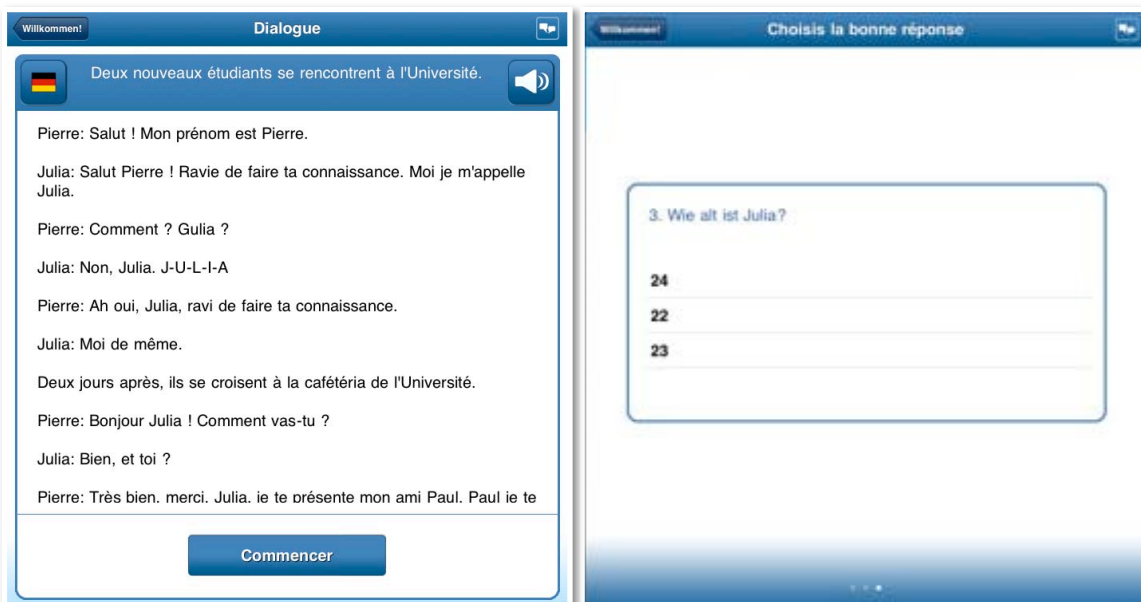 Willkommen!
Dialogue
Deux nouveaux étudiants se rencontrent à l'Université.
Pierre: Salut ! Mon prénom est Pierre.
Julia: Salut Pierre ! Ravie de faire ta connaissance. Moi je m'appelle
Julia.
Pierre: Comment ? Gulia ?
Julia: Non, Julia. J-U-L-I-A
Pierre: Ah oui, Julia, ravi de faire ta connaissance.
Julia: Moi de même.
Deux jours après, ils se croisent à la cafétéria de l'Université.
Pierre: Bonjour Julia ! Comment vas-tu ?
Julia: Bien, et toi ?
Pierre: Très bien, merci. Julia, je te présente mon ami Paul. Paul je te
Commencer
Willkommen!
Choisis la bonne réponse
3. Wie alt ist Julia?
24
22
23